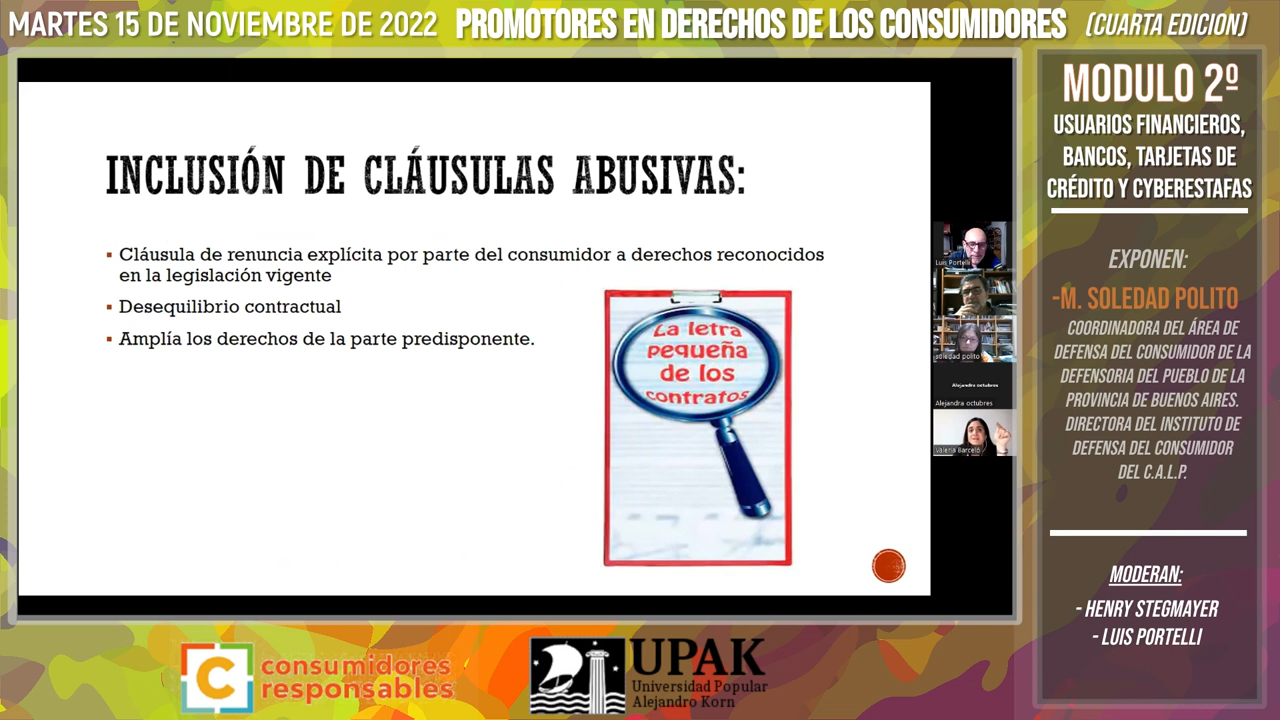 MARTES 15 DE NOVIEMBRE DE 2022 PROMOTORES EN DERECHOS DE LOS CONSUMIDORES (CUARTA EDICION)
INCLUSIÓN DE CLÁUSULAS ABUSIVAS:
Cláusula de renuncia explícita por parte del consumidor a derechos reconocidos
en la legislación vigente
Desequilibrio contractual
Amplía los derechos de la parte predisponente.
La letra
pequeña
de los
contratos
Luis Portelli
soledad polito
Alejandra octubres
Alejandra octubres
Valeria Barceló
MODULO 2º
USUARIOS FINANCIEROS,
BANCOS, TARJETAS DE
CRÉDITO Y CYBERESTAFAS
EXPONEN:
-M. SOLEDAD POLITO
COORDINADORA DEL ÁREA DE
DEFENSA DEL CONSUMIDOR DE LA
DEFENSORIA DEL PUEBLO DE LA
PROVINCIA DE BUENOS AIRES.
DIRECTORA DEL INSTITUTO DE
DEFENSA DEL CONSUMIDOR
DEL C.A.L.P.
MODERAN:
- HENRY STEGMAYER
- LUIS PORTELLI
C
consumidores
responsables
UPAK
Universidad Popular
Alejandro Korn